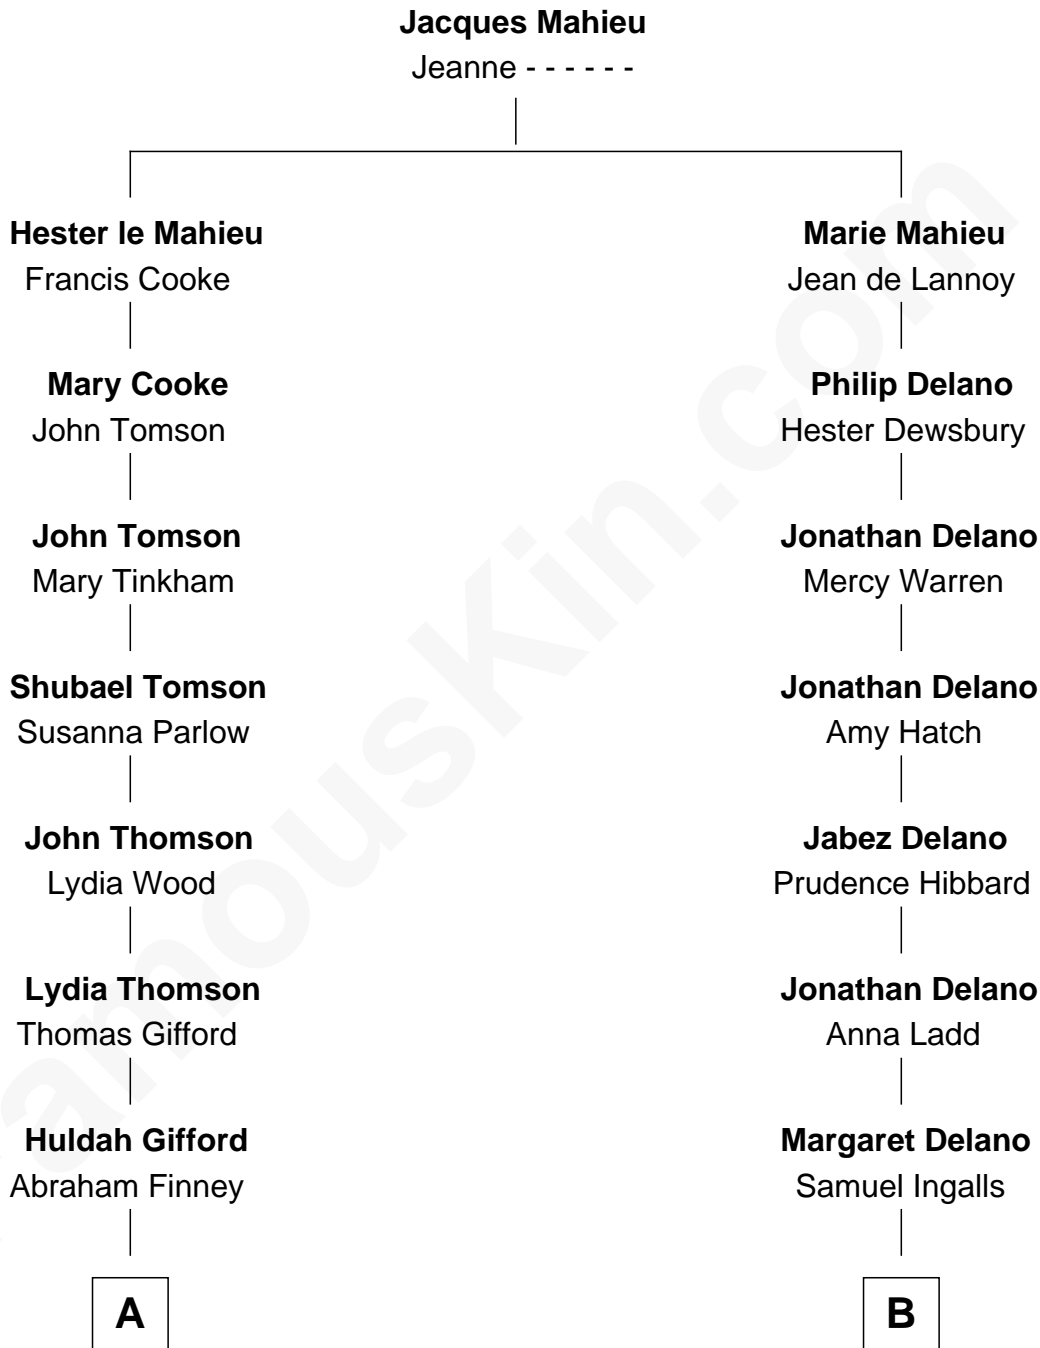 Jacques Mahieu
Jeanne - - - - - -
Hester le Mahieu
Francis Cooke
Marie Mahieu
Jean de Lannoy
Mary Cooke
John Tomson
Philip Delano
Hester Dewsbury
John Tomson
Mary Tinkham
Jonathan Delano
Mercy Warren
Shubael Tomson
Susanna Parlow
Jonathan Delano
Amy Hatch
John Thomson
Lydia Wood
Jabez Delano
Prudence Hibbard
Lydia Thomson
Thomas Gifford
Jonathan Delano
Anna Ladd
Huldah Gifford
Abraham Finney
Margaret Delano
Samuel Ingalls
A
B
famouskin.com